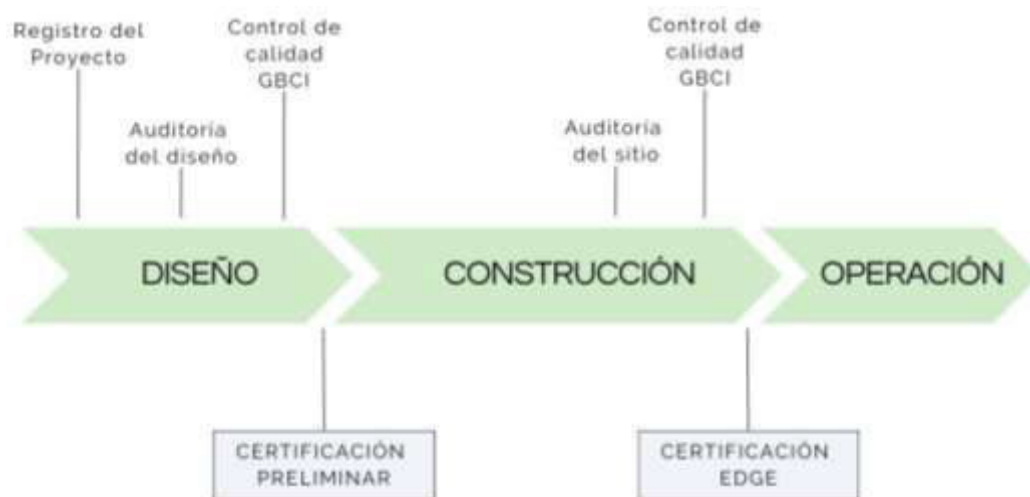 Registro del
Proyecto
Control de
calidad
GBCI
Auditoría
del diseño
Control de
calidad
GBCI
Auditoría
del sitio
DISEÑO
CONSTRUCCIÓN
OPERACIÓN
CERTIFICACIÓN
PRELIMINAR
CERTIFICACIÓN
EDGE